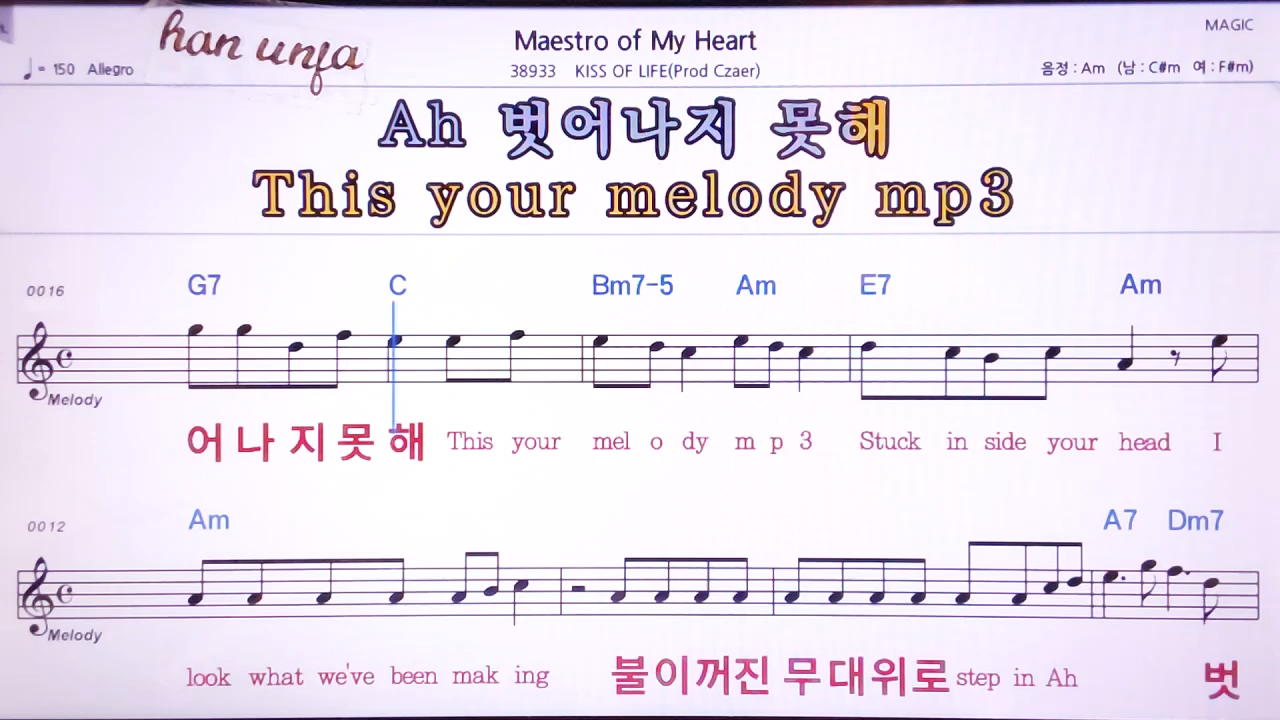 han unfa
Maestro of My Heart
MAGIC
♩= 150 Allegro
38933 KISS OF LIFE(Prod Czaer)
음정 : Am (남 : C#m 여 : F#m)
Ah 벗어나지 못해
This your melody mp3
0016
G7 C Bm7-5 Am E7 Am
Melody
어 나 지 못 해 This your mel o dy m p 3 Stuck in side your head I
0012
Am A7 Dm7
Melody
look what we've been mak ing 불이꺼진 무대위로 step in Ah 벗